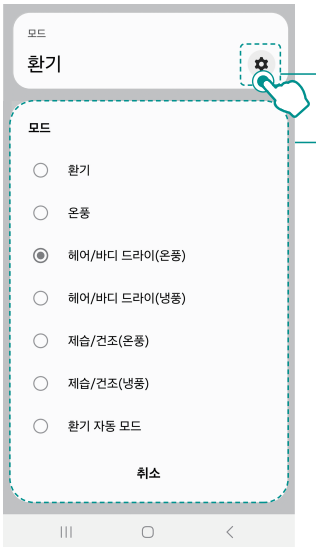 모드
환기
모드
환기
온풍
헤어/바디 드라이(온풍)
헤어/바디 드라이(냉풍)
제습/건조(온풍)
제습/건조(냉풍)
환기 자동 모드
취소